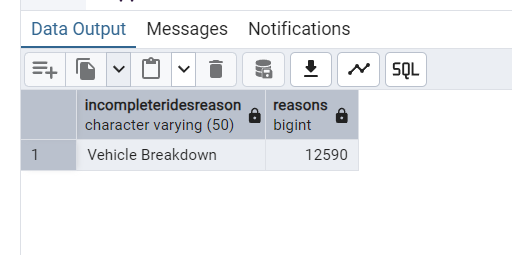 Data Output Messages Notifications
SQL
incompleteridesreason reasons
character varying (50) bigint
1 Vehicle Breakdown 12590